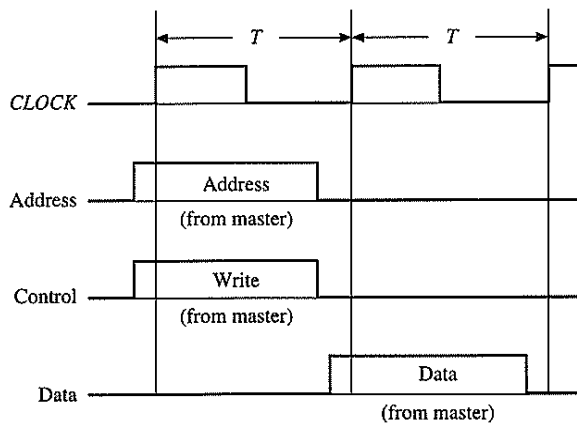 T T
CLOCK
Address Address
(from master)
Control Write
(from master)
Data Data
(from master)